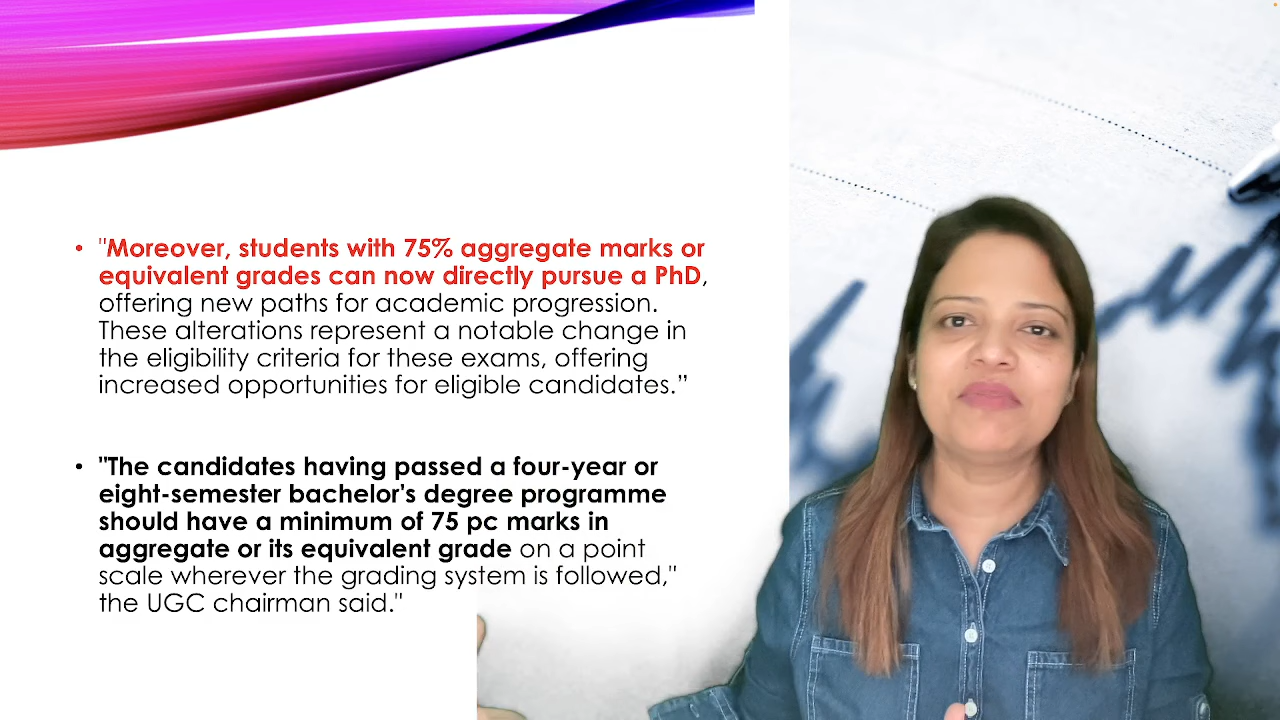 • "Moreover, students with 75% aggregate marks or
equivalent grades can now directly pursue a PhD,
offering new paths for academic progression.
These alterations represent a notable change in
the eligibility criteria for these exams, offering
increased opportunities for eligible candidates.”
• "The candidates having passed a four-year or
eight-semester bachelor's degree programme
should have a minimum of 75 pc marks in
aggregate or its equivalent grade on a point
scale wherever the grading system is followed,"
the UGC chairman said."